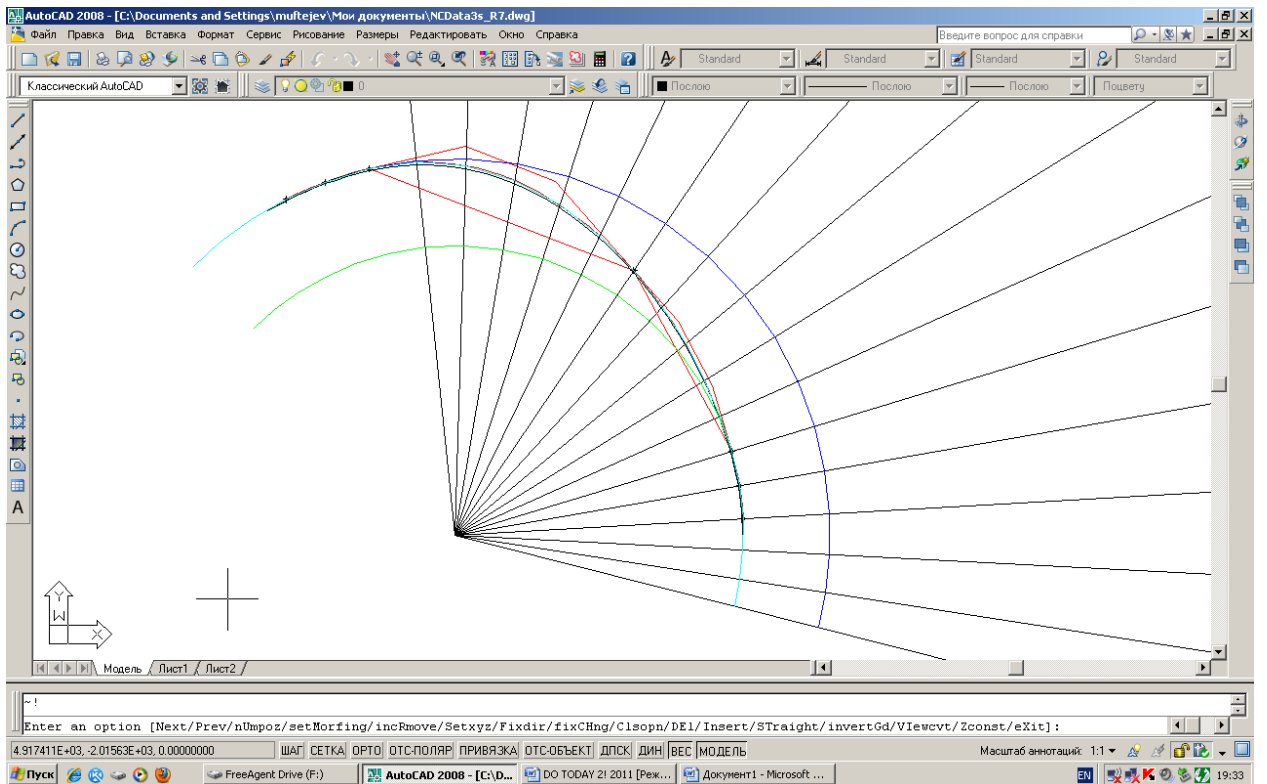 AutoCAD 2008 - [C:\Documents and Settings\muftejev\Мои документы\NCData3s_R7.dwg]
Файл Правка Вид Вставка Формат Сервис Рисование Размеры Редактировать Окно Справка
Введите вопрос для справки
Standard Standard Standard Standard
Классический AutoCAD 0 Послою Послою Послою Поцвету
A
Y
W
X
Модель Лист1 Лист2
~!
Enter an option [Next/Prev/nUmpoz/setMorfing/incRmove/Setxyz/Fixdir/fixCHng/Clsopn/DEl/Insert/STraight/invertGd/VIewcvt/Zconst/eXit]:
4.917411E+03, -2.01563E+03, 0.00000000 ШАГ СЕТКА ОРТО ОТС-ПОЛЯР ПРИВЯЗКА ОТС-ОБЪЕКТ ДПСК ДИН ВЕС МОДЕЛЬ Масштаб аннотаций: 1:1
Пуск FreeAgent Drive (F:) AutoCAD 2008 - [C:\D... DO TODAY 2! 2011 [Реж... Документ1 - Microsoft ... EN 19:33